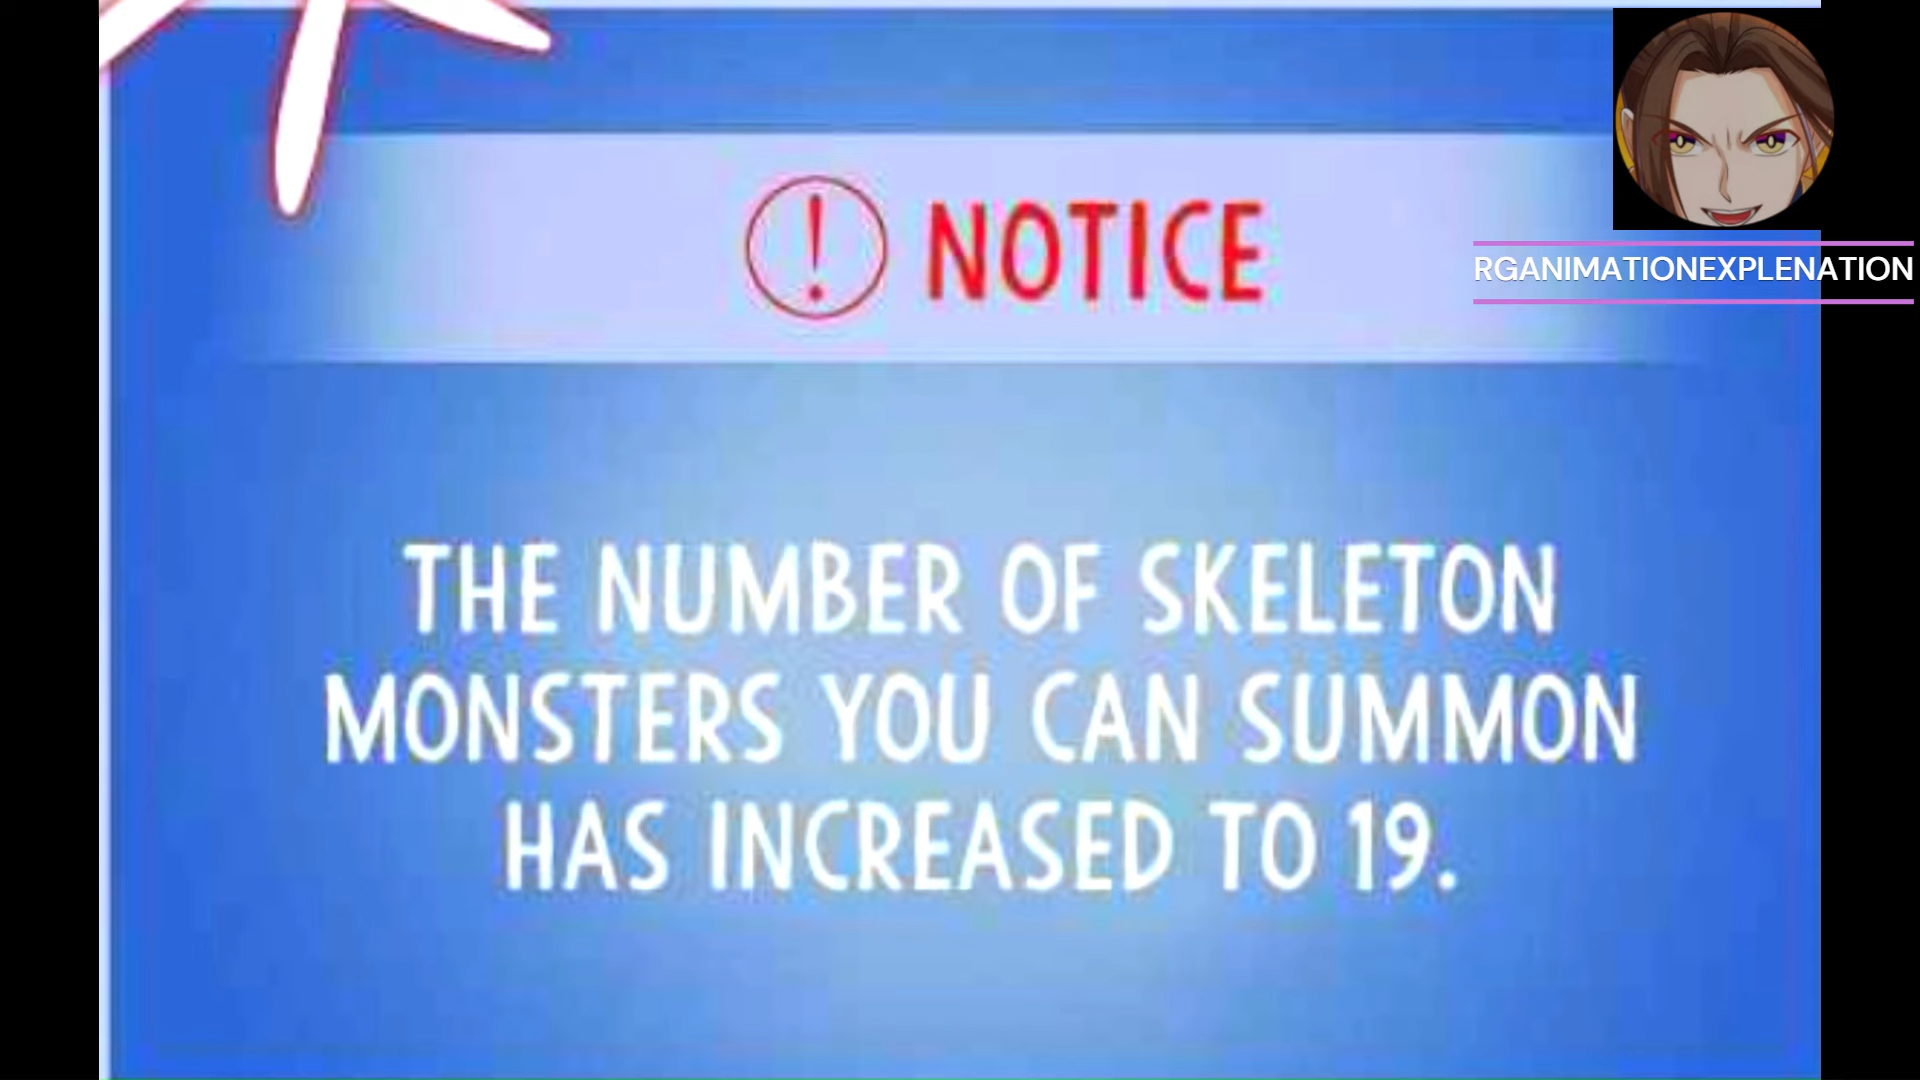 ! NOTICE
RGANIMATIONEXPLENATION
THE NUMBER OF SKELETON
MONSTERS YOU CAN SUMMON
HAS INCREASED TO 19.